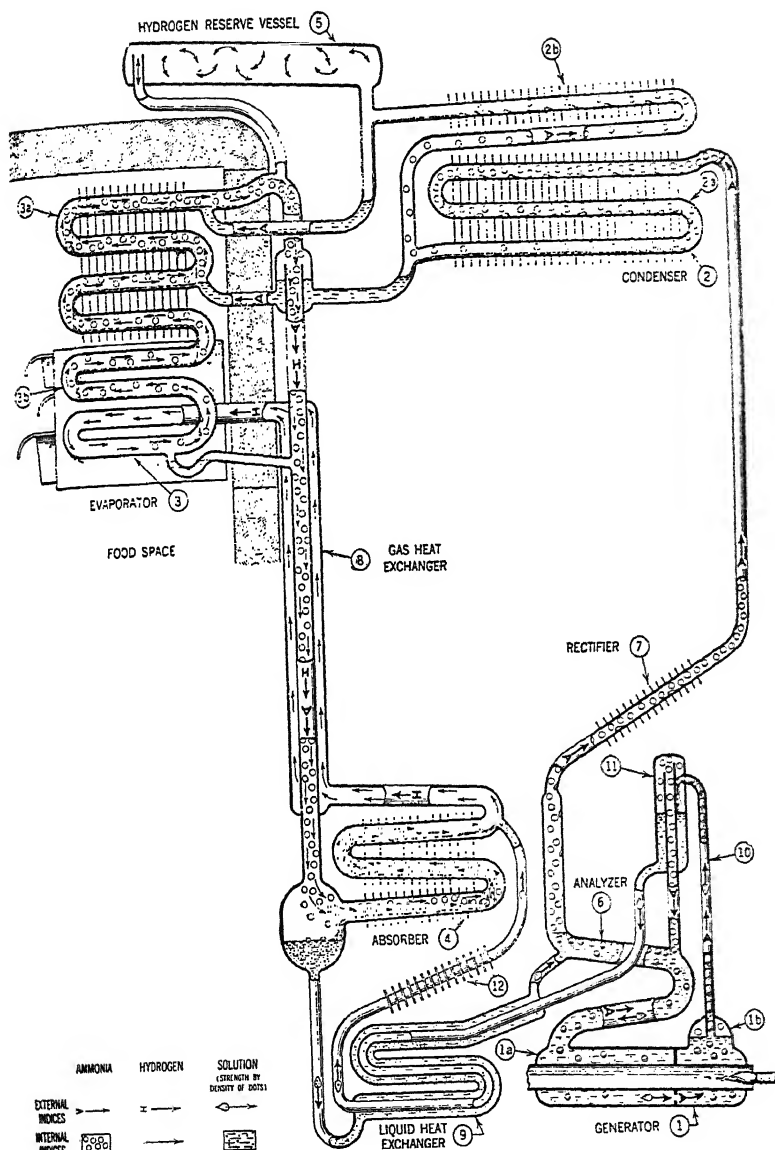 HYDROGEN RESERVE VESSEL 5
2b
3a
2a
CONDENSER 2
3b
EVAPORATOR 3
FOOD SPACE
8 GAS HEAT
EXCHANGER
H
A
RECTIFIER 7
11
10
ANALYZER
6
ABSORBER 4
12
1b
1a
GENERATOR 1
LIQUID HEAT
EXCHANGER 9
AMMONIA HYDROGEN SOLUTION
(STRENGTH BY
DENSITY OF DOTS)
EXTERNAL
INDICES
INTERNAL
INDICES